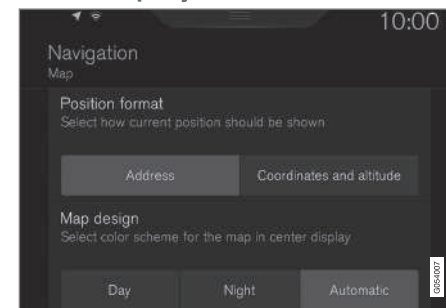 10:00
Navigation
Map
Position format
Select how current position should be shown
Address
Coordinates and altitude
Map design
Select color scheme for the map in center display
Day
Night
Automatic
G054007